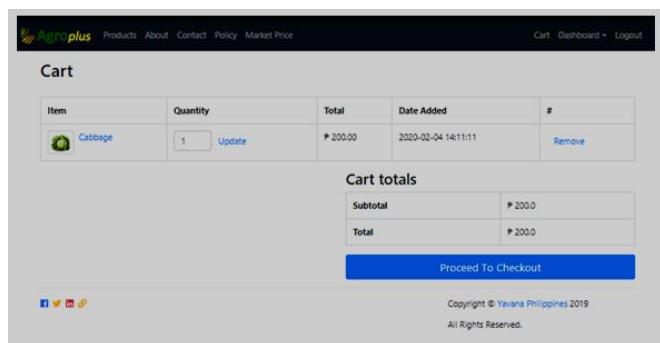 Agroplus Products About Contact Policy Market Price Cart Dashboard Logout
Cart
Item Quantity Total Date Added #
Cabbage 1 Update ₱ 200.00 2020-02-04 14:11:11 Remove
Cart totals
Subtotal ₱ 200.0
Total ₱ 200.0
Proceed To Checkout
Copyright © Yavana Philippines 2019
All Rights Reserved.